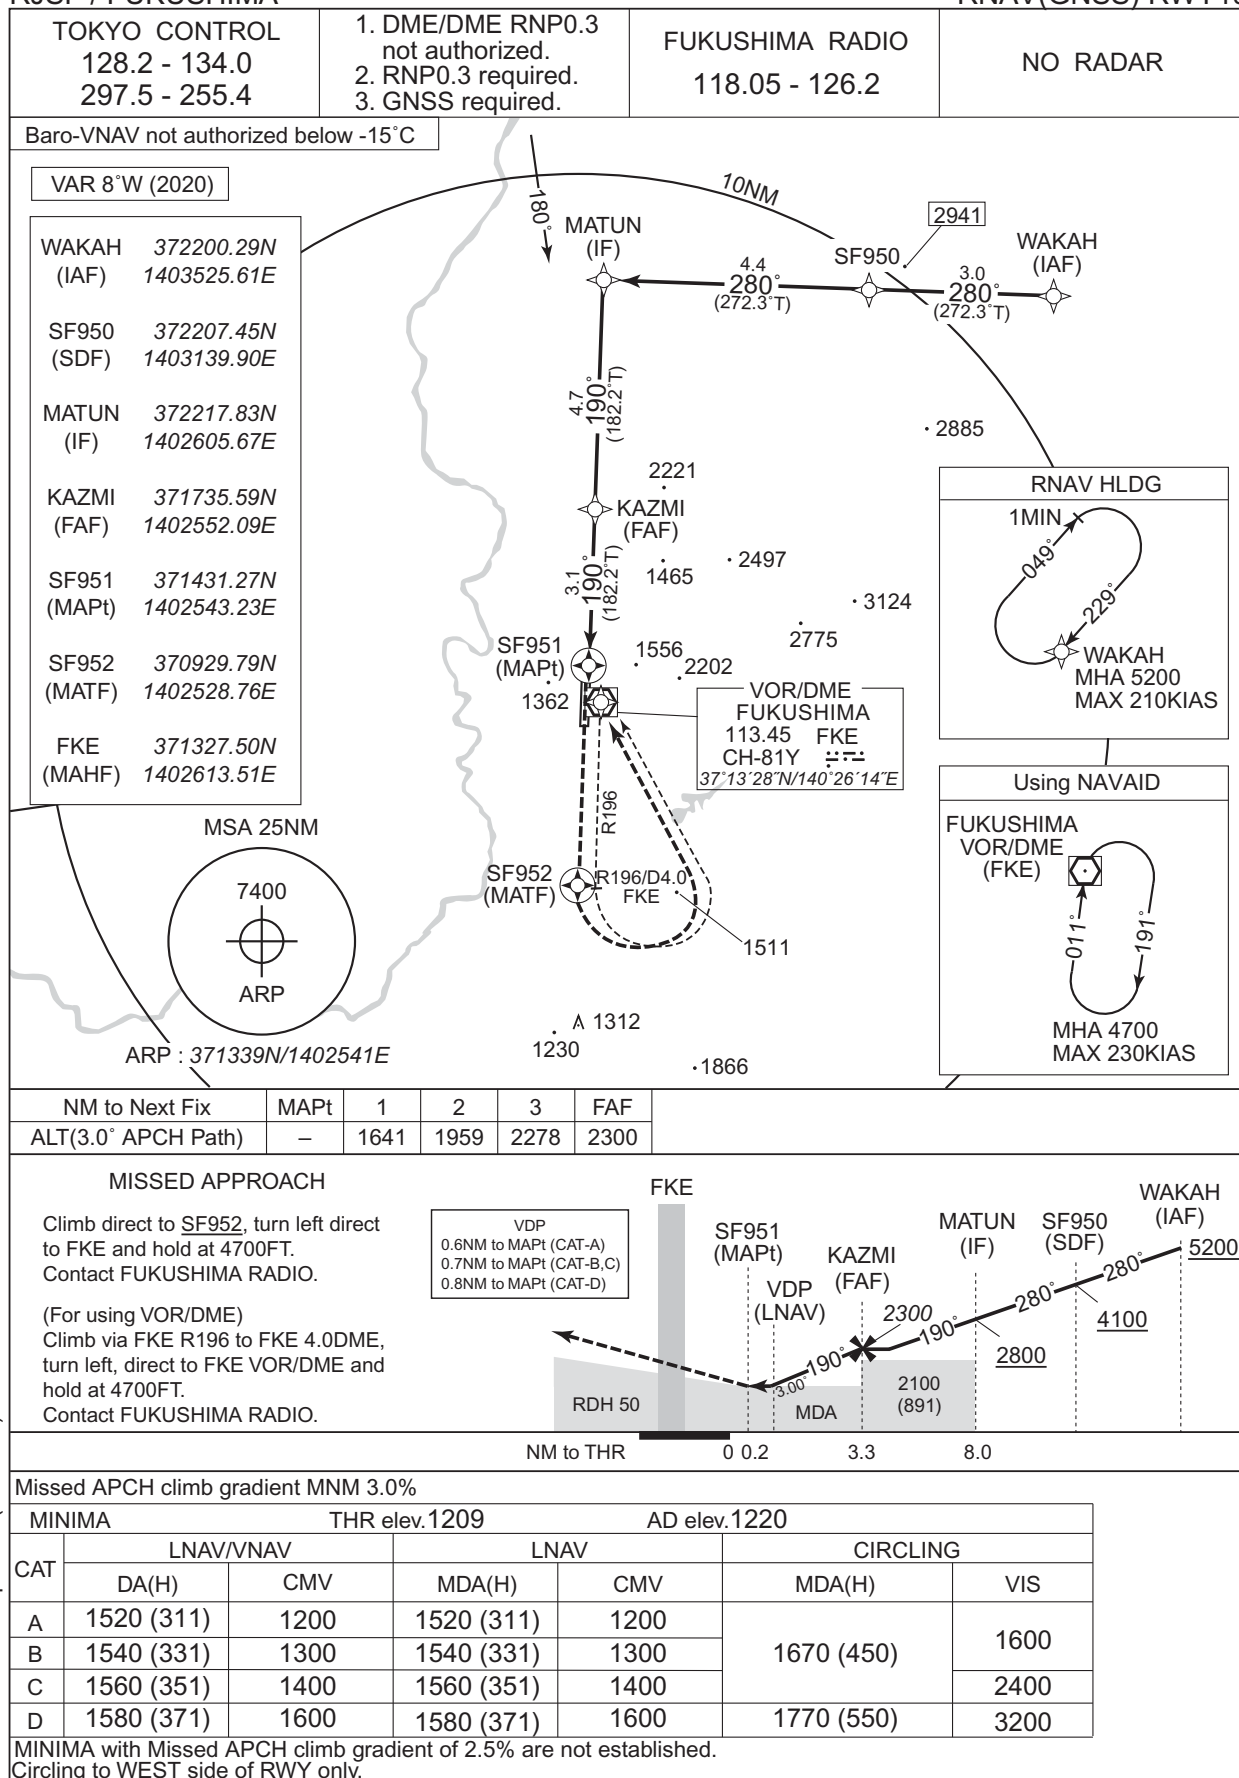 RJSF / FUKUSHIMA
RNAV(GNSS) RWY
TOKYO CONTROL
128.2 - 134.0
297.5 - 255.4
1. DME/DME RNP0.3
not authorized.
2. RNP0.3 required.
3. GNSS required.
FUKUSHIMA RADIO
118.05 - 126.2
NO RADAR
Baro-VNAV not authorized below -15˚C
VAR 8˚W (2020)
WAKAH 372200.29N
(IAF) 1403525.61E
SF950 372207.45N
(SDF) 1403139.90E
MATUN 372217.83N
(IF) 1402605.67E
KAZMI 371735.59N
(FAF) 1402552.09E
SF951 371431.27N
(MAPt) 1402543.23E
SF952 370929.79N
(MATF) 1402528.76E
FKE 371327.50N
(MAHF) 1402613.51E
10NM
180˚
MATUN
(IF)
4.4
280˚
(272.3˚T)
SF950
2941
3.0
280˚
(272.3˚T)
WAKAH
(IAF)
4.7
190˚
(182.2˚T)
2885
2221
KAZMI
(FAF)
2497
1465
3.1
190˚
(182.2˚T)
3124
2775
SF951
(MAPt)
1556
2202
1362
VOR/DME
FUKUSHIMA
113.45 FKE
CH-81Y
37˚13´28˝N/140˚26´14˝E
R196
SF952
(MATF)
R196/D4.0
FKE
1511
1312
1230
1866
RNAV HLDG
1MIN
049˚
229˚
WAKAH
MHA 5200
MAX 210KIAS
Using NAVAID
FUKUSHIMA
VOR/DME
(FKE)
011˚
191˚
MHA 4700
MAX 230KIAS
MSA 25NM
7400
ARP
ARP : 371339N/1402541E
NM to Next Fix MAPt 1 2 3 FAF
ALT(3.0˚ APCH Path) – 1641 1959 2278 2300
MISSED APPROACH
Climb direct to SF952, turn left direct
to FKE and hold at 4700FT.
Contact FUKUSHIMA RADIO.
(For using VOR/DME)
Climb via FKE R196 to FKE 4.0DME,
turn left, direct to FKE VOR/DME and
hold at 4700FT.
Contact FUKUSHIMA RADIO.
VDP
0.6NM to MAPt (CAT-A)
0.7NM to MAPt (CAT-B,C)
0.8NM to MAPt (CAT-D)
FKE
SF951
(MAPt)
VDP
(LNAV)
KAZMI
(FAF)
MATUN
(IF)
SF950
(SDF)
WAKAH
(IAF)
5200
280˚
4100
280˚
2800
190˚
2300
190˚
3.00˚
RDH 50
MDA
2100
(891)
NM to THR 0 0.2 3.3 8.0
Missed APCH climb gradient MNM 3.0%
MINIMA THR elev.1209 AD elev.1220
CAT LNAV/VNAV LNAV CIRCLING
DA(H) CMV MDA(H) CMV MDA(H) VIS
A 1520 (311) 1200 1520 (311) 1200 1670 (450) 1600
B 1540 (331) 1300 1540 (331) 1300
C 1560 (351) 1400 1560 (351) 1400 2400
D 1580 (371) 1600 1580 (371) 1600 1770 (550) 3200
MINIMA with Missed APCH climb gradient of 2.5% are not established.
Circling to WEST side of RWY only.